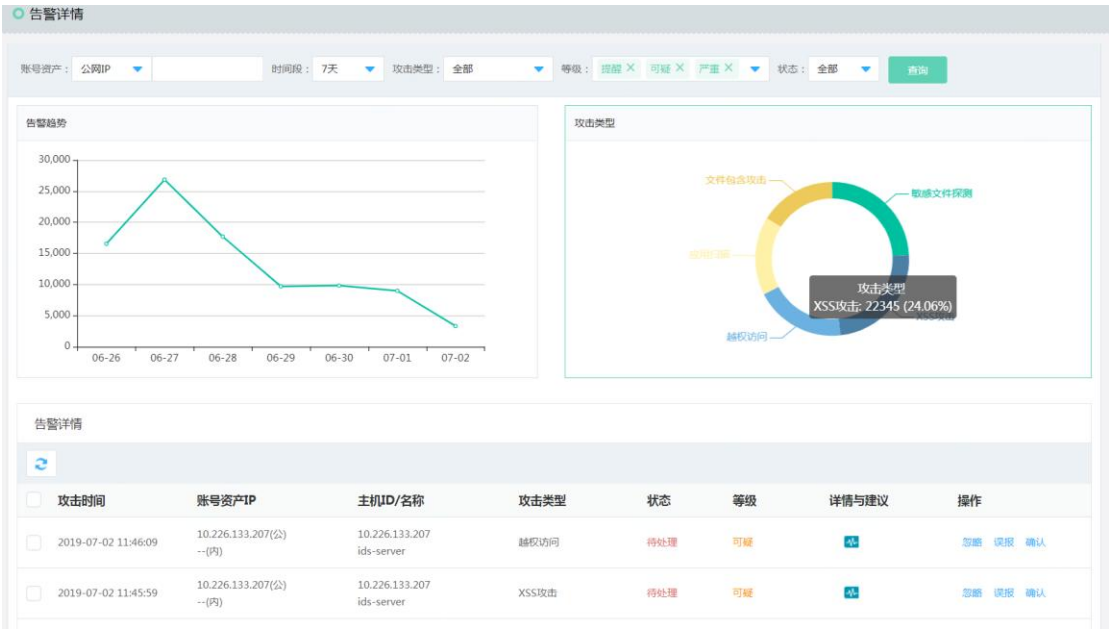 告警详情
账号资产： 公网IP 时间段： 7天 攻击类型： 全部 等级： 提醒 × 可疑 × 严重 × 状态： 全部 查询
告警趋势
30,000
25,000
20,000
15,000
10,000
5,000
0
06-26 06-27 06-28 06-29 06-30 07-01 07-02
攻击类型
文件包含攻击
敏感文件探测
攻击类型
XSS攻击: 22345 (24.06%)
XSS攻击
越权访问
告警详情
攻击时间 账号资产IP 主机ID/名称 攻击类型 状态 等级 详情与建议 操作
2019-07-02 11:46:09 10.226.133.207(公) 10.226.133.207 越权访问 待处理 可疑 忽略 误报 确认
--(内) ids-server
2019-07-02 11:45:59 10.226.133.207(公) 10.226.133.207 XSS攻击 待处理 可疑 忽略 误报 确认
--(内) ids-server